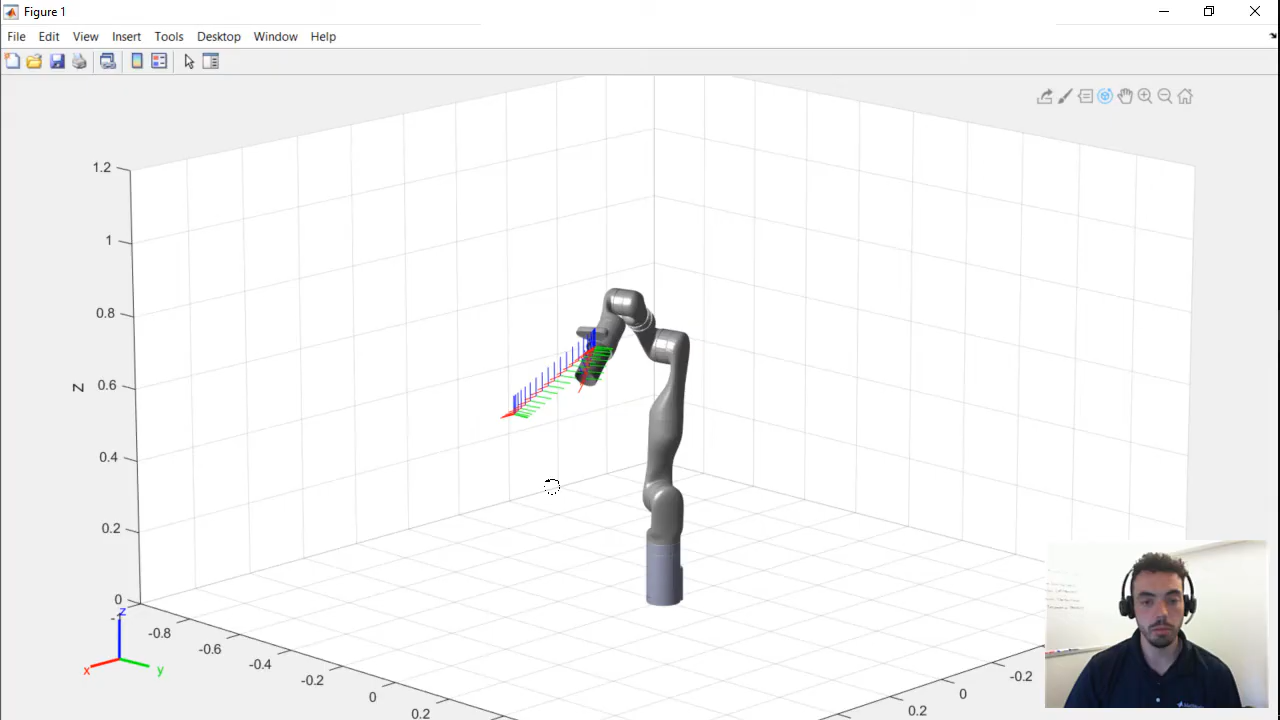 Figure 1
File Edit View Insert Tools Desktop Window Help
1.2
1
0.8
0.6
0.4
0.2
0
Z
-0.8
-0.6
-0.4
-0.2
0
0.2
0.2
0
-0.2
z
x
y